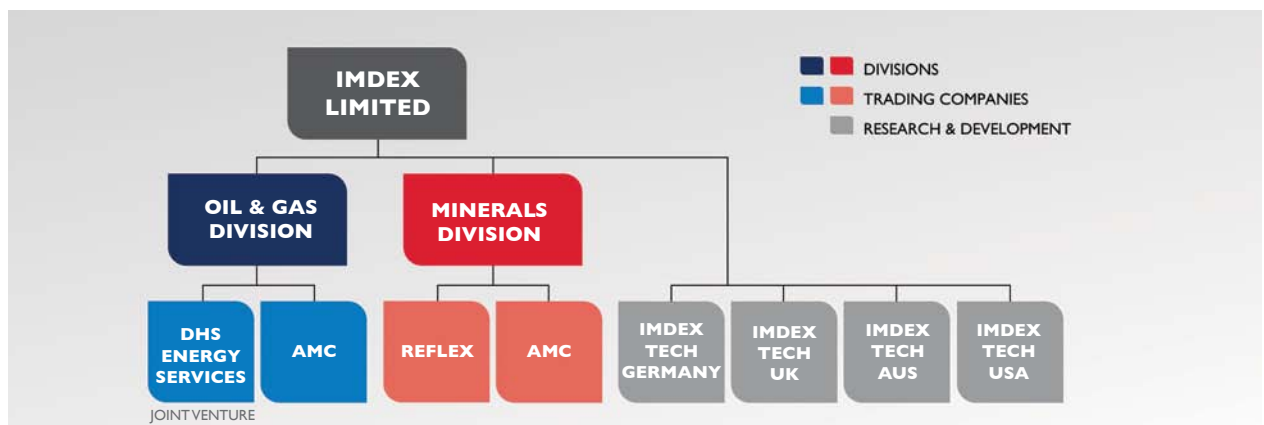 IMDEX
LIMITED
DIVISIONS
TRADING COMPANIES
RESEARCH & DEVELOPMENT
OIL & GAS
DIVISION
MINERALS
DIVISION
DHS
ENERGY
SERVICES
AMC
REFLEX
AMC
IMDEX
TECH
GERMANY
IMDEX
TECH
UK
IMDEX
TECH
AUS
IMDEX
TECH
USA
JOINT VENTURE